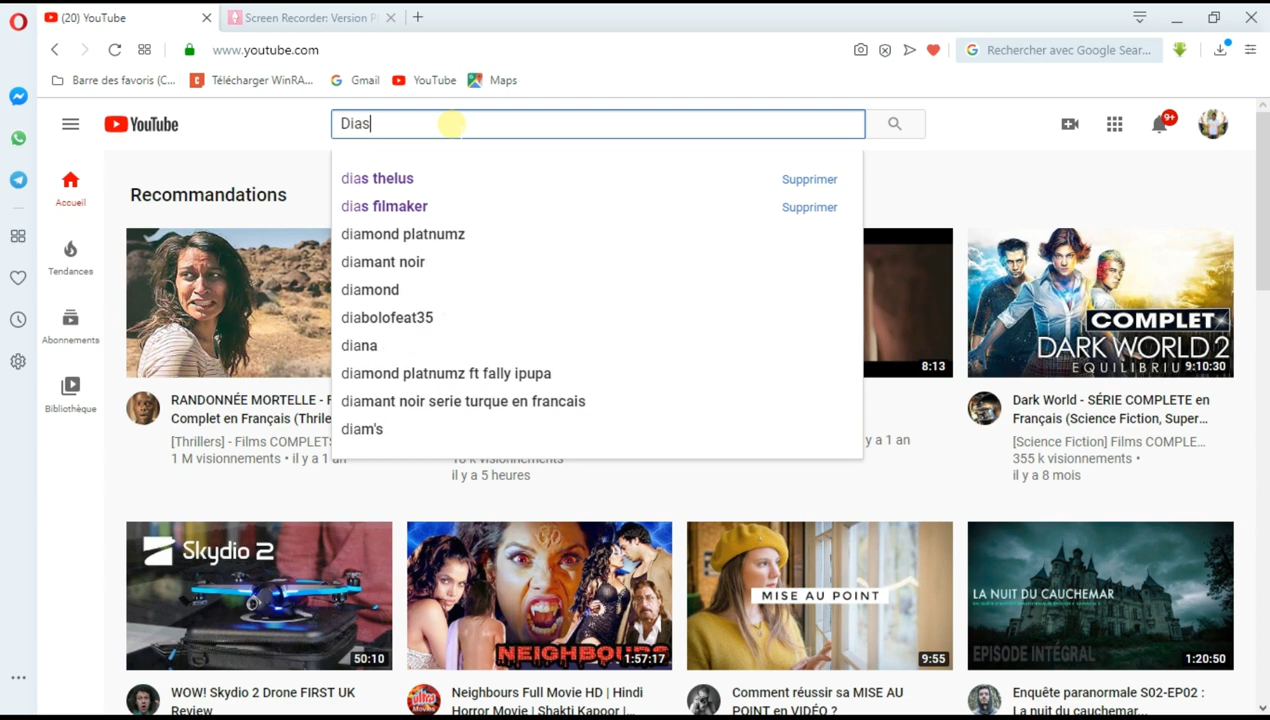 (20) YouTube
Screen Recorder: Version P
www.youtube.com
Rechercher avec Google Sear...
Barre des favoris (C...
Télécharger WinRA...
Gmail
YouTube
Maps
YouTube
Dias
9+
dias thelus
Supprimer
dias filmaker
Supprimer
diamond platnumz
diamant noir
diamond
diabolofeat35
diana
diamond platnumz ft fally ipupa
diamant noir serie turque en francais
diam's
Accueil
Tendances
Abonnements
Bibliothèque
Recommandations
RANDONNÉE MORTELLE - F
Complet en Français (Thrille
[Thrillers] - Films COMPLETS
1 M visionnements • il y a 1 an
il y a 5 heures
8:13
y a 1 an
COMPLET
DARK WORLD 2
EQUILIBRIU
9:10:30
Dark World - SÉRIE COMPLETE en
Français (Science Fiction, Super...
[Science Fiction] Films COMPLE...
355 k visionnements •
il y a 8 mois
Skydio 2
50:10
WOW! Skydio 2 Drone FIRST UK
Review
NEIGHBOURS
1:57:17
Neighbours Full Movie HD | Hindi
Horror Movie | Shakti Kapoor |...
MISE AU POINT
9:55
Comment réussir sa MISE AU
POINT en VIDÉO ?
LA NUIT DU CAUCHEMAR
EPISODE INTÉGRAL
1:20:50
Enquête paranormale S02-EP02 :
La nuit du cauchemar...